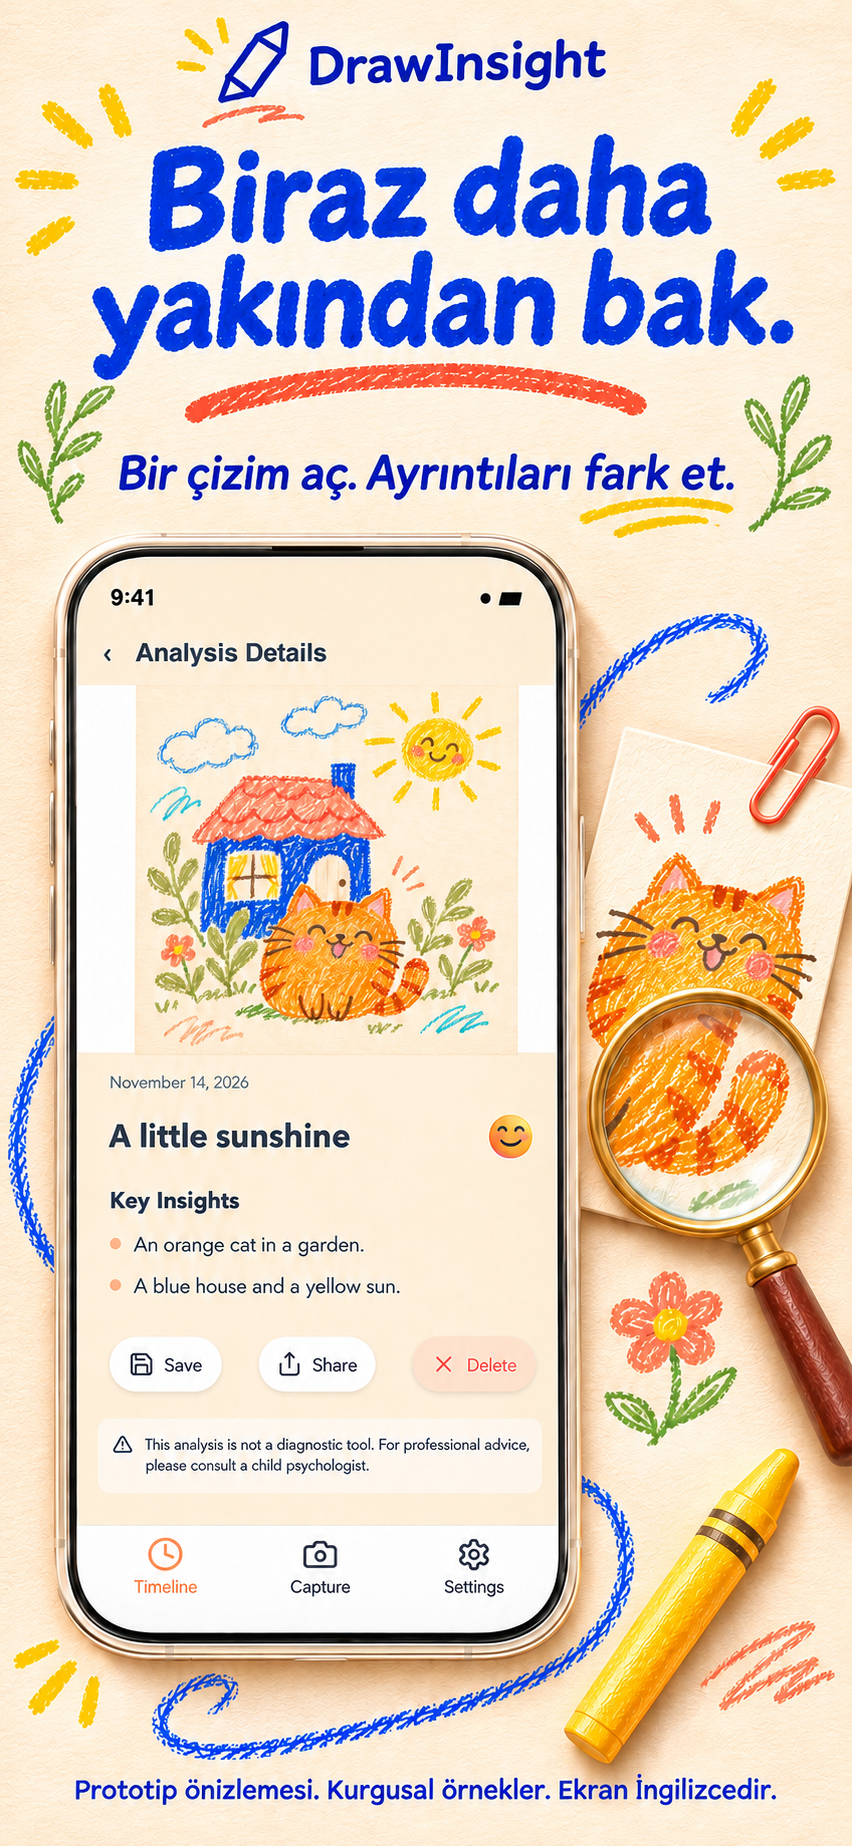 DrawInsight
Biraz daha
yakından bak.
Bir çizim aç. Ayrıntıları fark et.
9:41
‹ Analysis Details
November 14, 2026
A little sunshine
Key Insights
An orange cat in a garden.
A blue house and a yellow sun.
Save
Share
Delete
This analysis is not a diagnostic tool. For professional advice,
please consult a child psychologist.
Timeline
Capture
Settings
Prototip önizlemesi. Kurgusal örnekler. Ekran İngilizcedir.